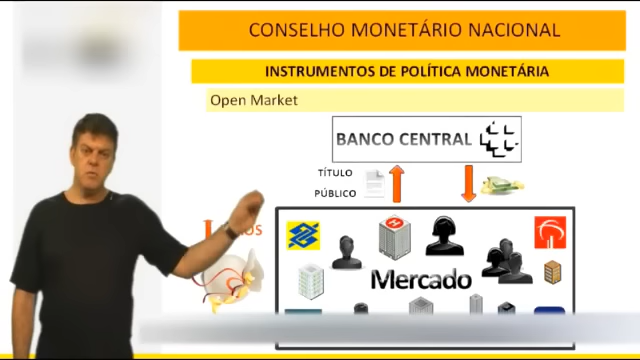 CONSELHO MONETÁRIO NACIONAL
INSTRUMENTOS DE POLÍTICA MONETÁRIA
Open Market
BANCO CENTRAL
TÍTULO
PÚBLICO
H
Mercado